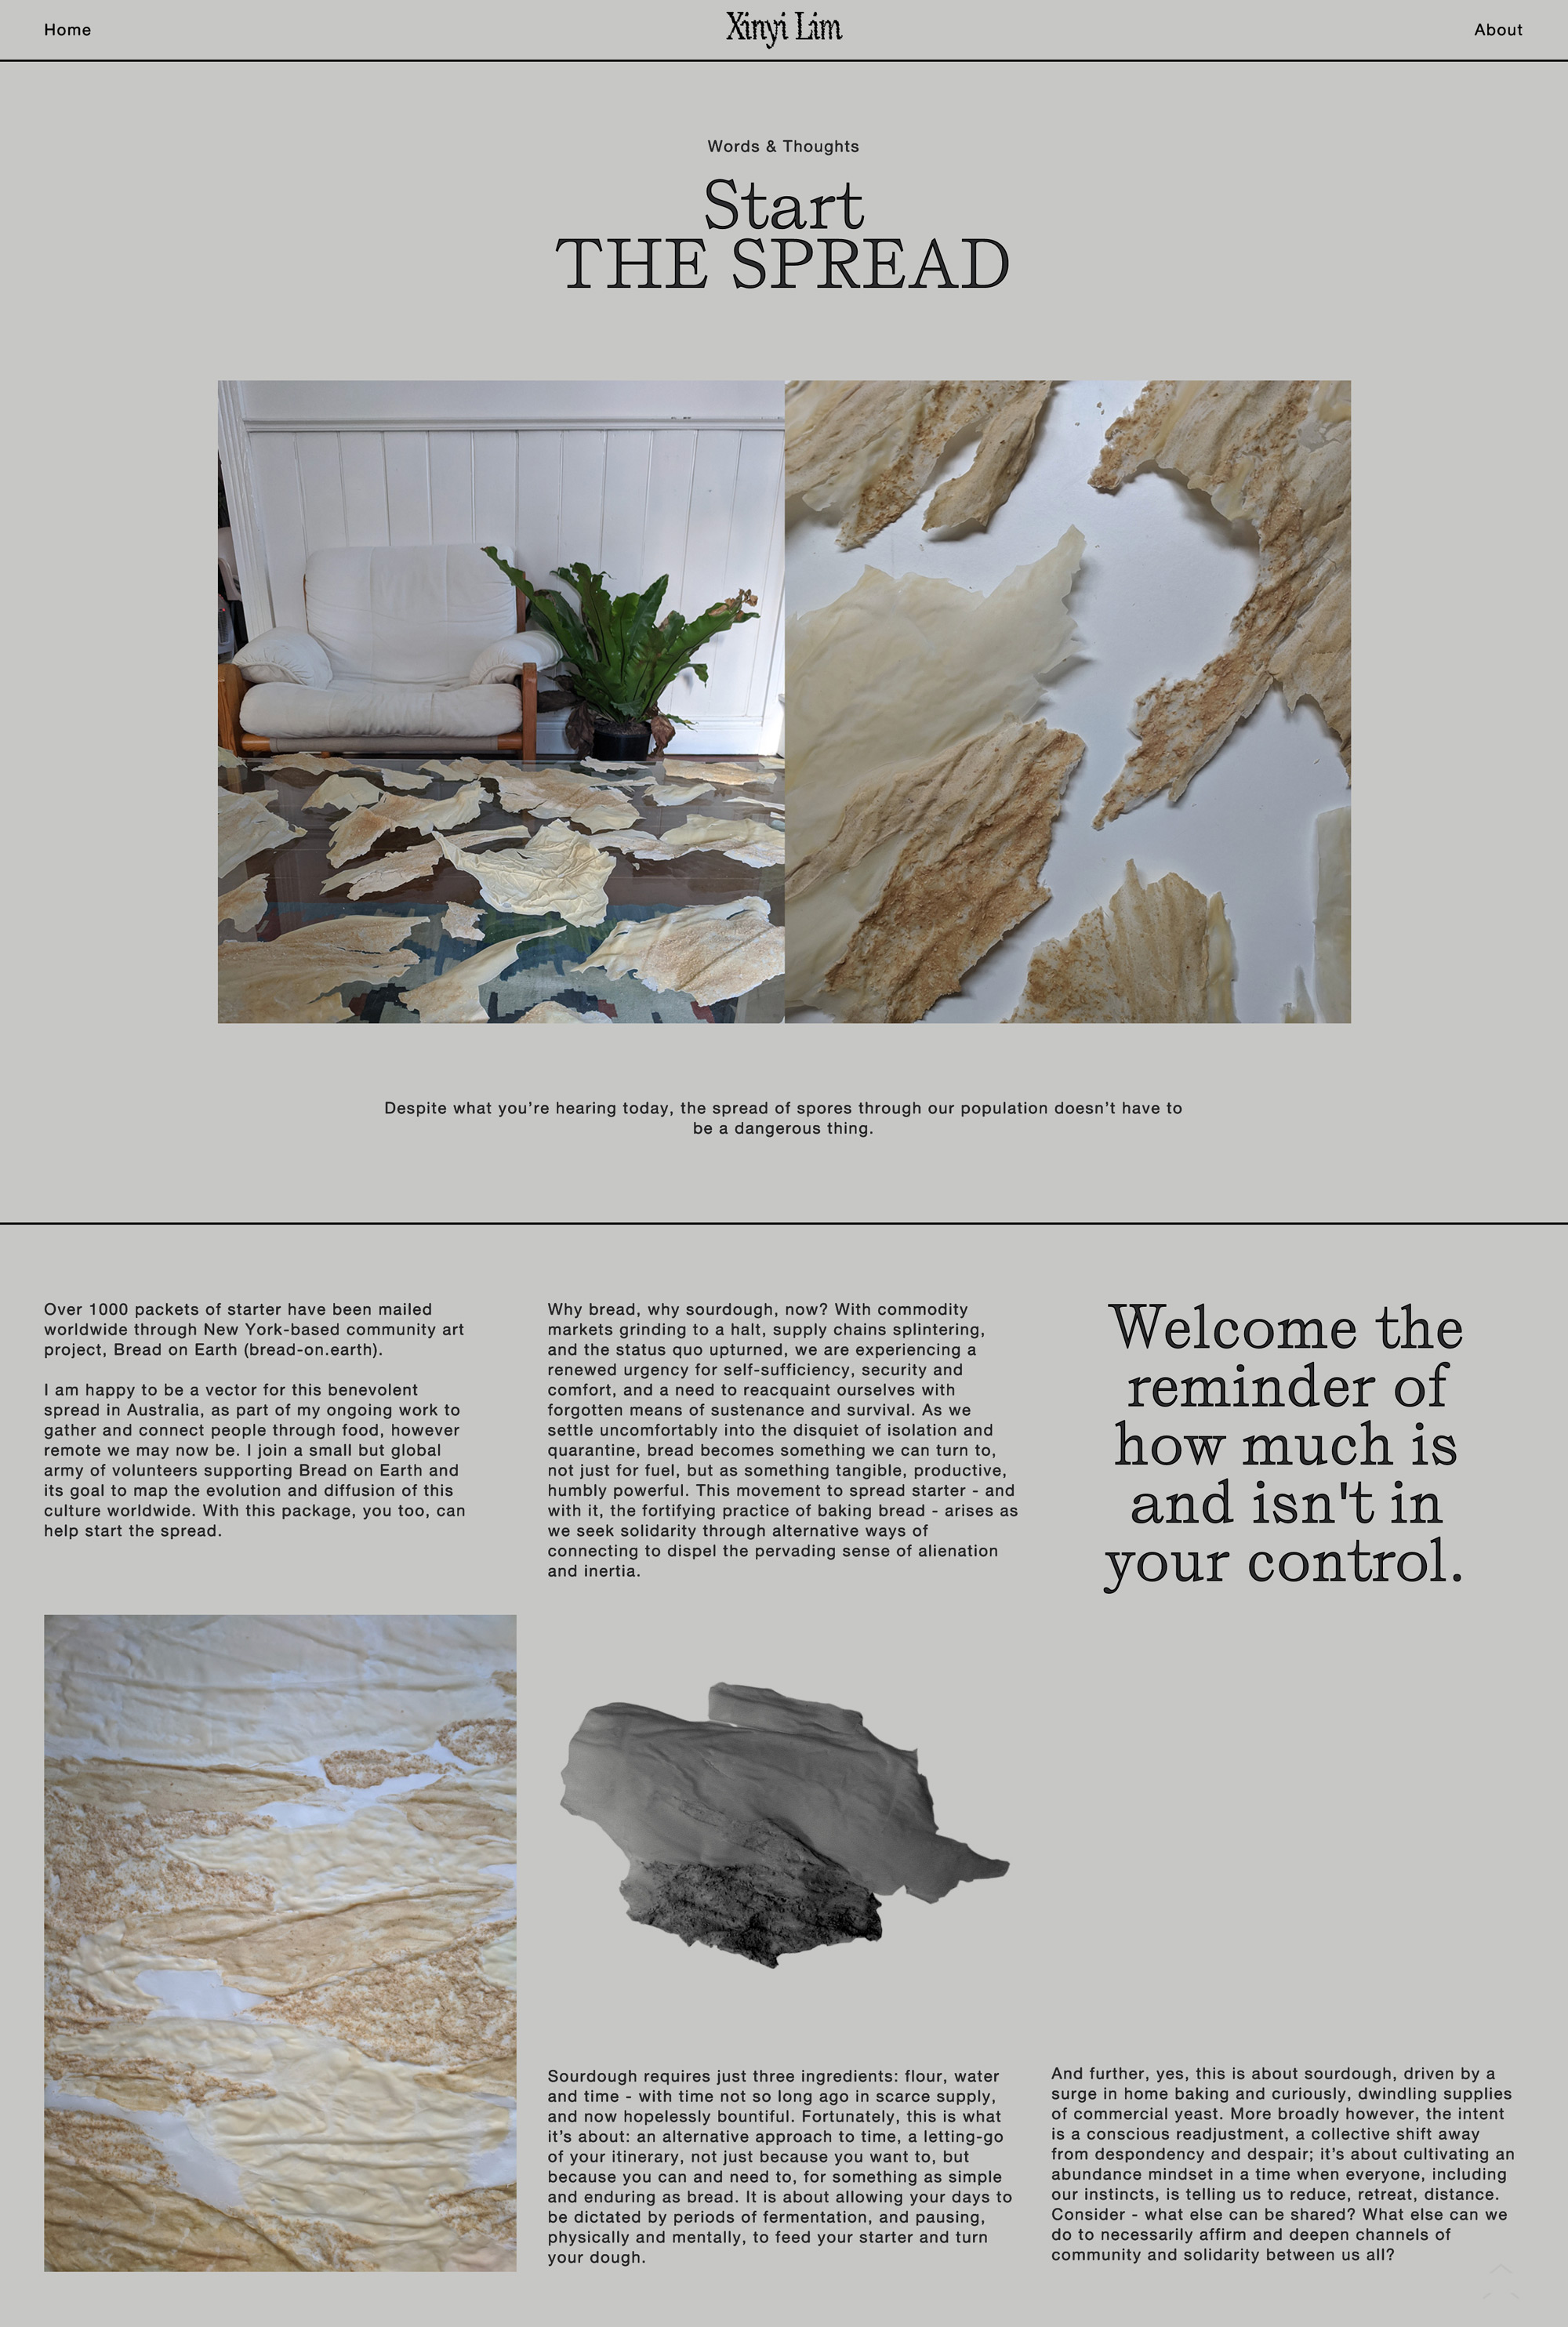 Home
Xinyi Lim
About
Words & Thoughts
Start
THE SPREAD
Despite what you’re hearing today, the spread of spores through our population doesn’t have to
be a dangerous thing.
Over 1000 packets of starter have been mailed
worldwide through New York-based community art
project, Bread on Earth (bread-on.earth).
I am happy to be a vector for this benevolent
spread in Australia, as part of my ongoing work to
gather and connect people through food, however
remote we may now be. I join a small but global
army of volunteers supporting Bread on Earth and
its goal to map the evolution and diffusion of this
culture worldwide. With this package, you too, can
help start the spread.
Why bread, why sourdough, now? With commodity
markets grinding to a halt, supply chains splintering,
and the status quo upturned, we are experiencing a
renewed urgency for self-sufficiency, security and
comfort, and a need to reacquaint ourselves with
forgotten means of sustenance and survival. As we
settle uncomfortably into the disquiet of isolation and
quarantine, bread becomes something we can turn to,
not just for fuel, but as something tangible, productive,
humbly powerful. This movement to spread starter - and
with it, the fortifying practice of baking bread - arises as
we seek solidarity through alternative ways of
connecting to dispel the pervading sense of alienation
and inertia.
Welcome the
reminder of
how much is
and isn't in
your control.
Sourdough requires just three ingredients: flour, water
and time - with time not so long ago in scarce supply,
and now hopelessly bountiful. Fortunately, this is what
it’s about: an alternative approach to time, a letting-go
of your itinerary, not just because you want to, but
because you can and need to, for something as simple
and enduring as bread. It is about allowing your days to
be dictated by periods of fermentation, and pausing,
physically and mentally, to feed your starter and turn
your dough.
And further, yes, this is about sourdough, driven by a
surge in home baking and curiously, dwindling supplies
of commercial yeast. More broadly however, the intent
is a conscious readjustment, a collective shift away
from despondency and despair; it’s about cultivating an
abundance mindset in a time when everyone, including
our instincts, is telling us to reduce, retreat, distance.
Consider - what else can be shared? What else can we
do to necessarily affirm and deepen channels of
community and solidarity between us all?